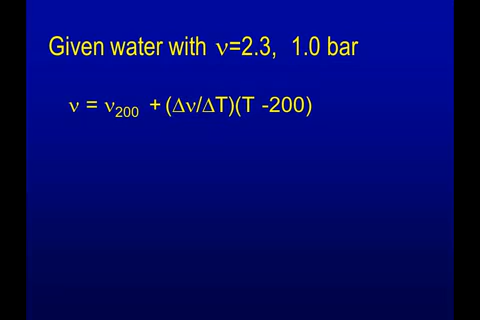 Given water with ν=2.3, 1.0 bar
ν = ν₂₀₀ + (Δν/ΔT)(T -200)